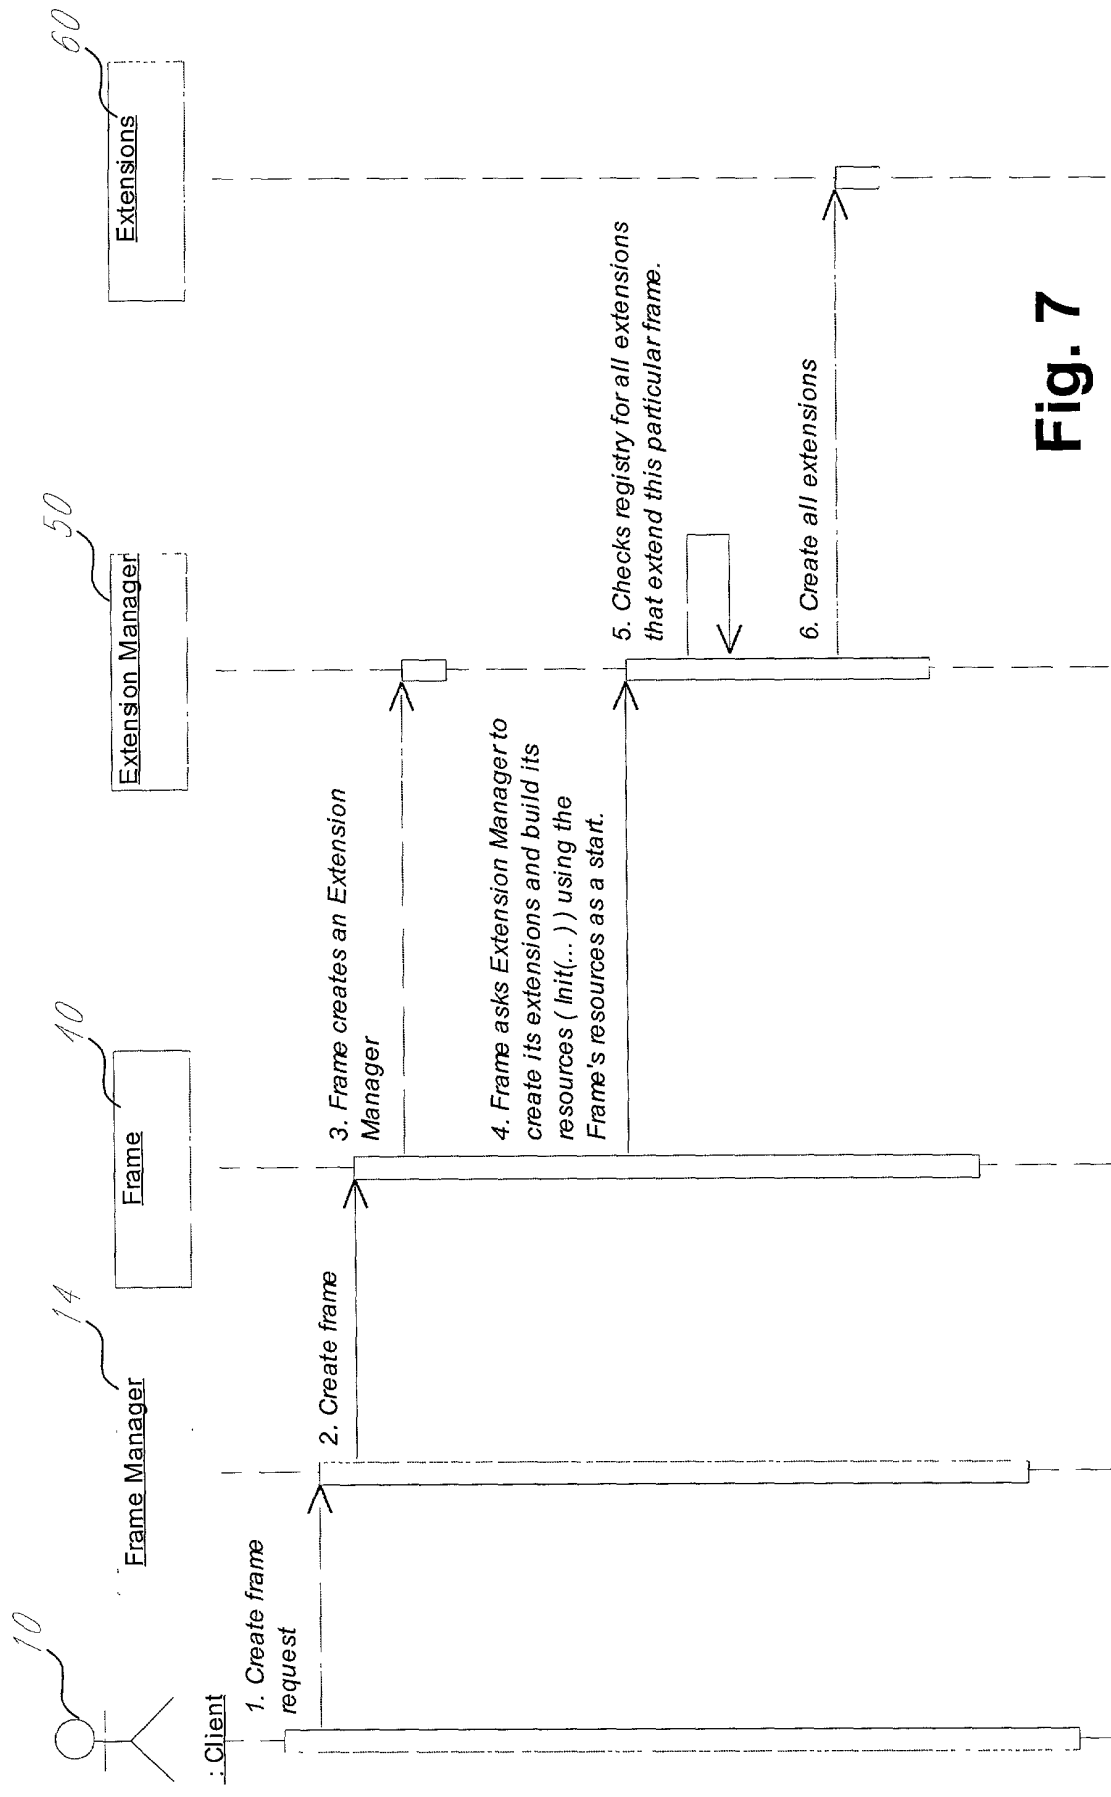 10
14
40
50
60
: Client
Frame Manager
Frame
Extension Manager
Extensions
1. Create frame
request
2. Create frame
3. Frame creates an Extension
Manager
4. Frame asks Extension Manager to
create its extensions and build its
resources ( Init(... ) ) using the
Frame's resources as a start.
5. Checks registry for all extensions
that extend this particular frame.
6. Create all extensions
Fig. 7